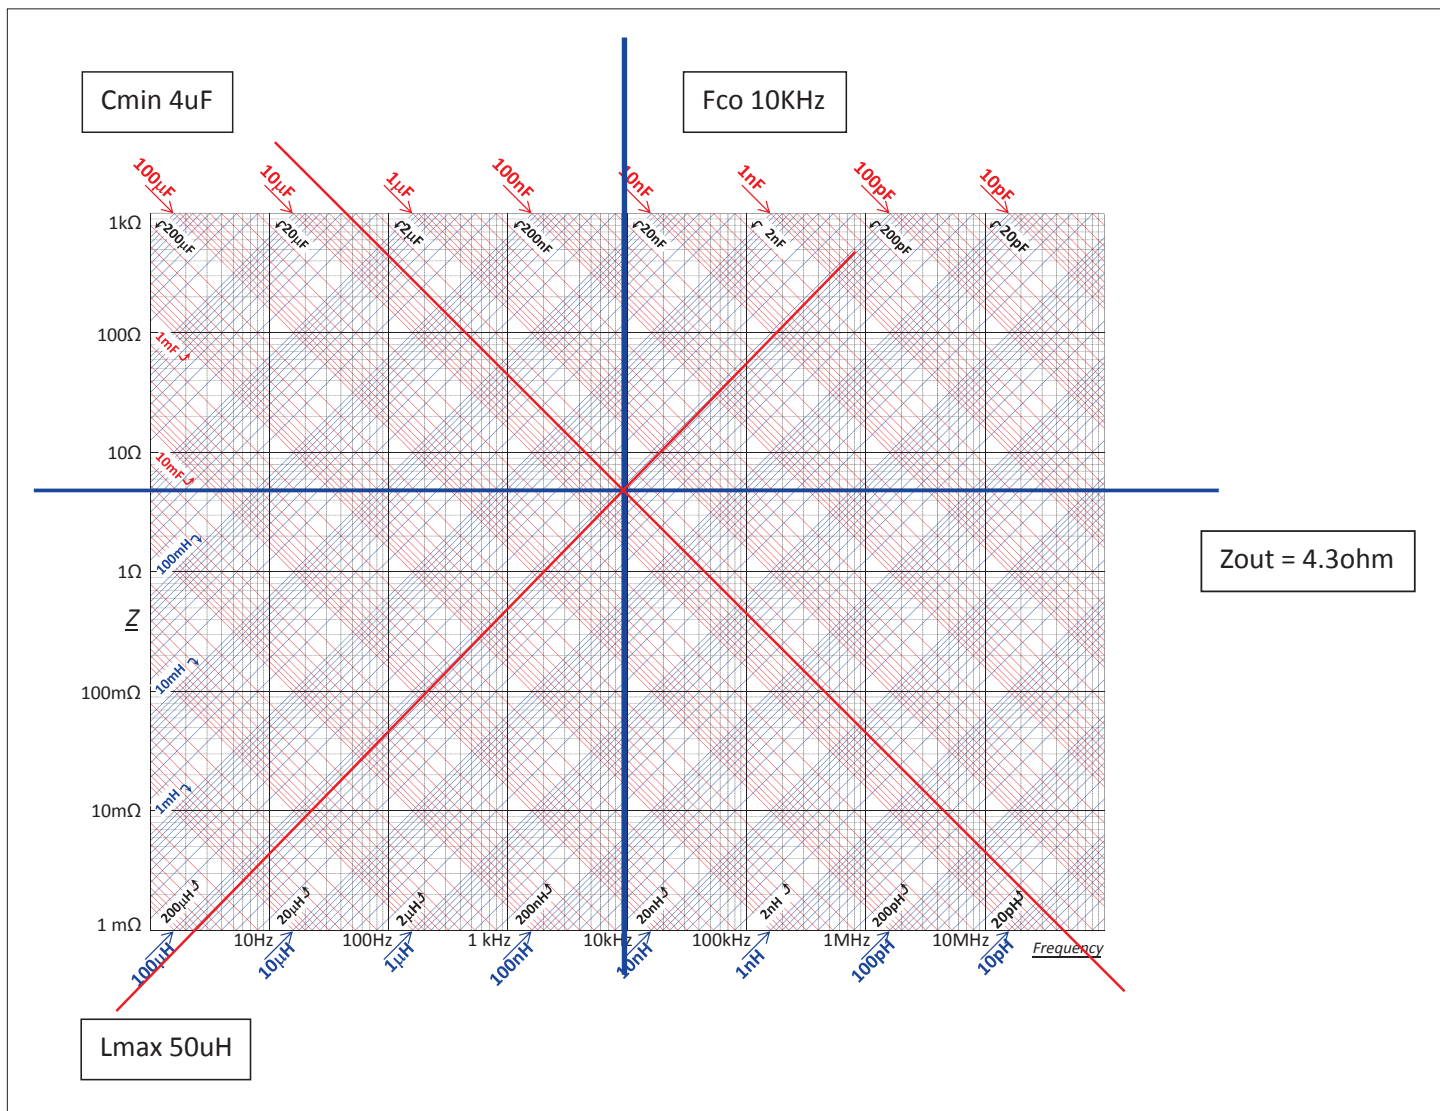 Cmin 4uF
Fco 10KHz
100µF
10µF
1µF
100nF
10nF
1nF
100pF
10pF
1kΩ
200µF
20µF
2µF
200nF
20nF
2nF
200pF
20pF
100Ω
1mF
10Ω
10mF
Zout = 4.3ohm
100mH
1Ω
Z
10mH
100mΩ
1mH
10mΩ
200µH
20µH
2µH
200nH
20nH
2nH
200pH
20pH
1 mΩ
10Hz
100Hz
1 kHz
10kHz
100kHz
1MHz
10MHz
Frequency
100µH
10µH
1µH
100nH
10nH
1nH
100pH
10pH
Lmax 50uH